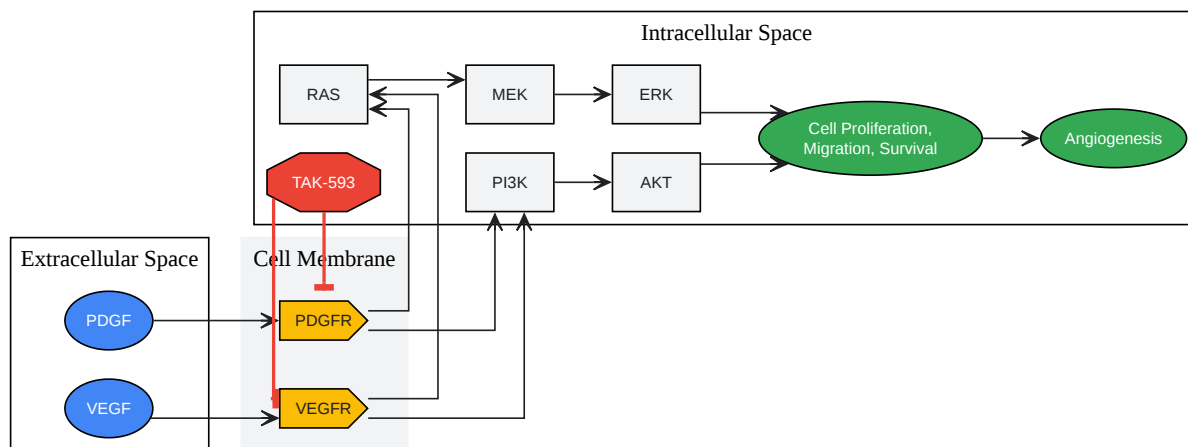 Intracellular Space
RAS
MEK
ERK
Cell Proliferation,
Migration, Survival
Angiogenesis
TAK-593
PI3K
AKT
Extracellular Space
Cell Membrane
PDGF
PDGFR
VEGF
VEGFR